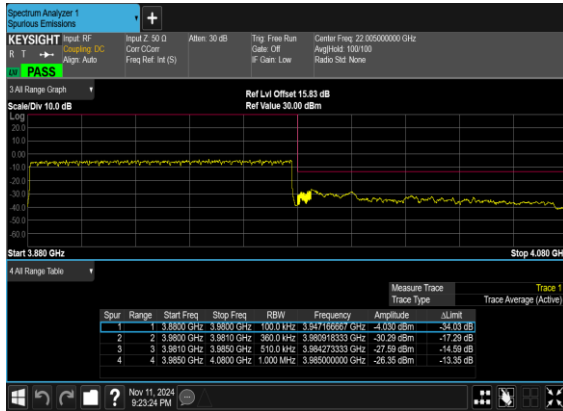 Spectrum Analyzer 1
Spurious Emissions
+
KEYSIGHT Input: RF Input Z: 50 Ω Atten: 30 dB Trig: Free Run Center Freq: 22.005000000 GHz
R T Coupling: DC Corr CCorr Gate: Off Avg|Hold: 100/100
Align: Auto Freq Ref: Int (S) IF Gain: Low Radio Std: None
PASS
3 All Range Graph
Ref Lvl Offset 15.83 dB
Scale/Div 10.0 dB Ref Value 30.00 dBm
Log
20.0
10.0
0.00
-10.0
-20.0
-30.0
-40.0
-50.0
-60.0
Start 3.880 GHz Stop 4.080 GH
4 All Range Table
Measure Trace Trace 1
Trace Type Trace Average (Active)
Spur Range Start Freq Stop Freq RBW Frequency Amplitude ΔLimit
1 1 3.8800 GHz 3.9800 GHz 100.0 kHz 3.947166667 GHz -4.030 dBm -34.03 dB
2 2 3.9800 GHz 3.9810 GHz 360.0 kHz 3.980918333 GHz -30.29 dBm -17.29 dB
3 3 3.9810 GHz 3.9850 GHz 510.0 kHz 3.984273333 GHz -27.59 dBm -14.59 dB
4 4 3.9850 GHz 4.0800 GHz 1.000 MHz 3.985000000 GHz -26.35 dBm -13.35 dB
? Nov 11, 2024
9:23:24 PM